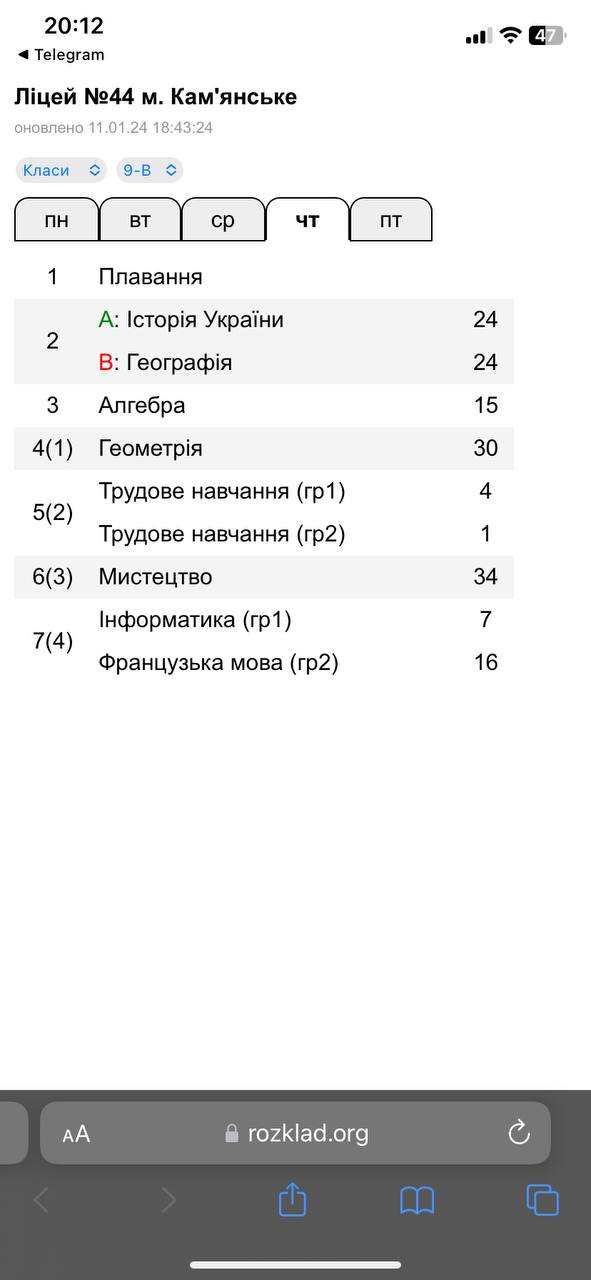 20:12
47
◀ Telegram
Ліцей №44 м. Кам'янське
оновлено 11.01.24 18:43:24
Класи 9-В
пн вт ср чт пт
1 Плавання
2
А: Історія України 24
В: Географія 24
3 Алгебра 15
4(1) Геометрія 30
5(2)
Трудове навчання (гр1) 4
Трудове навчання (гр2) 1
6(3) Мистецтво 34
7(4)
Інформатика (гр1) 7
Французька мова (гр2) 16
AA rozklad.org